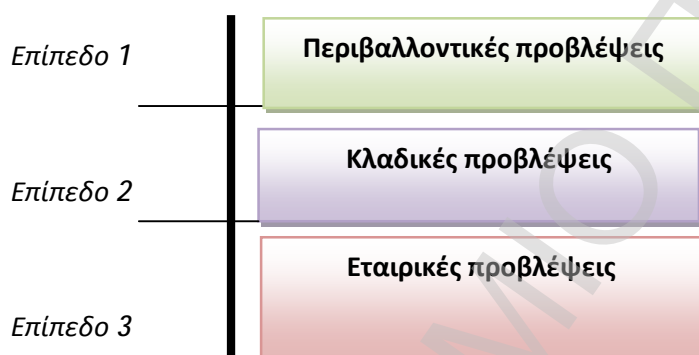 Επίπεδο 1
Περιβαλλοντικές προβλέψεις
Επίπεδο 2
Κλαδικές προβλέψεις
Επίπεδο 3
Εταιρικές προβλέψεις